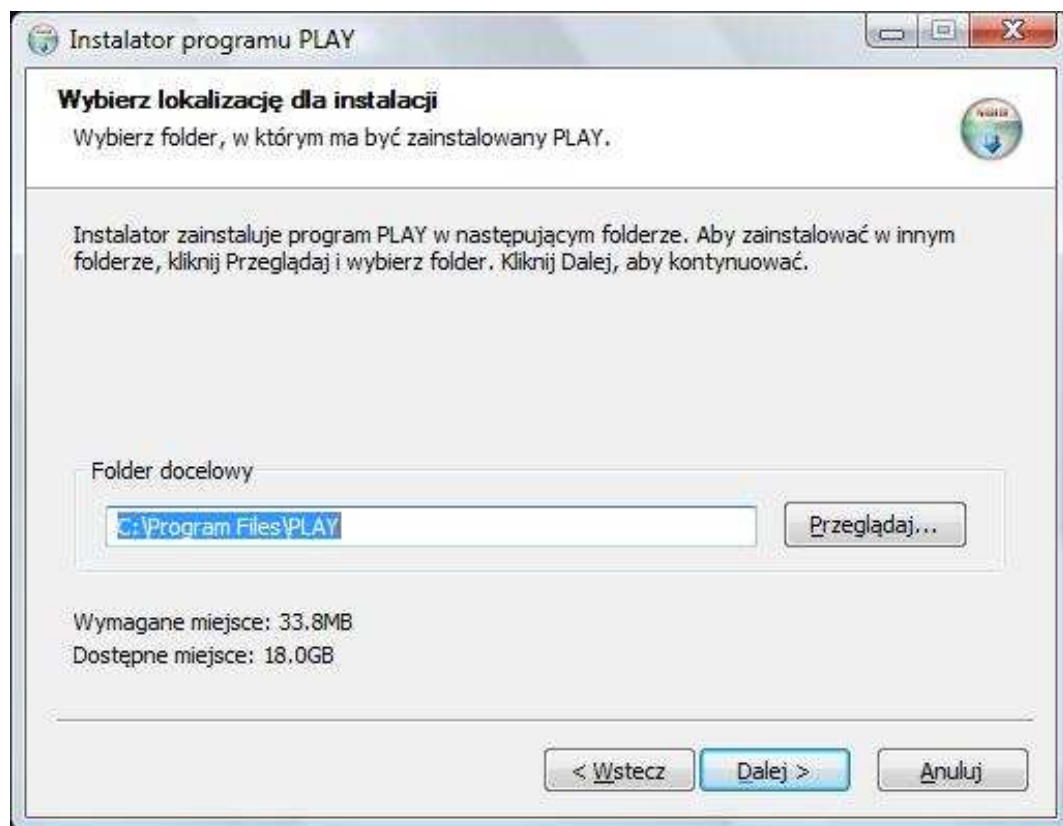 Instalator programu PLAY
Wybierz lokalizację dla instalacji
Wybierz folder, w którym ma być zainstalowany PLAY.
Instalator zainstaluje program PLAY w następującym folderze. Aby zainstalować w innym
folderze, kliknij Przeglądaj i wybierz folder. Kliknij Dalej, aby kontynuować.
Folder docelowy
C:\Program Files\PLAY
Przeglądaj...
Wymagane miejsce: 33.8MB
Dostępne miejsce: 18.0GB
< Wstecz
Dalej >
Anuluj